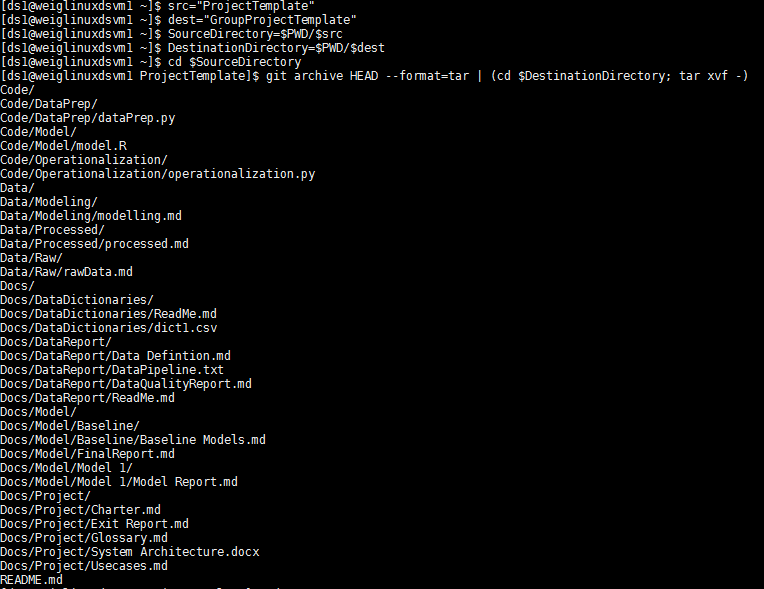 [ds1@weiglinuxdsvm1 ~]$ src="ProjectTemplate"
[ds1@weiglinuxdsvm1 ~]$ dest="GroupProjectTemplate"
[ds1@weiglinuxdsvm1 ~]$ SourceDirectory=$PWD/$src
[ds1@weiglinuxdsvm1 ~]$ DestinationDirectory=$PWD/$dest
[ds1@weiglinuxdsvm1 ~]$ cd $SourceDirectory
[ds1@weiglinuxdsvm1 ProjectTemplate]$ git archive HEAD --format=tar | (cd $DestinationDirectory; tar xvf -)
Code/
Code/DataPrep/
Code/DataPrep/dataPrep.py
Code/Model/
Code/Model/model.R
Code/Operationalization/
Code/Operationalization/operationalization.py
Data/
Data/Modeling/
Data/Modeling/modelling.md
Data/Processed/
Data/Processed/processed.md
Data/Raw/
Data/Raw/rawData.md
Docs/
Docs/DataDictionaries/
Docs/DataDictionaries/ReadMe.md
Docs/DataDictionaries/dict1.csv
Docs/DataReport/
Docs/DataReport/Data Defintion.md
Docs/DataReport/DataPipeline.txt
Docs/DataReport/DataQualityReport.md
Docs/DataReport/ReadMe.md
Docs/Model/
Docs/Model/Baseline/
Docs/Model/Baseline/Baseline Models.md
Docs/Model/FinalReport.md
Docs/Model/Model 1/
Docs/Model/Model 1/Model Report.md
Docs/Project/
Docs/Project/Charter.md
Docs/Project/Exit Report.md
Docs/Project/Glossary.md
Docs/Project/System Architecture.docx
Docs/Project/Usecases.md
README.md